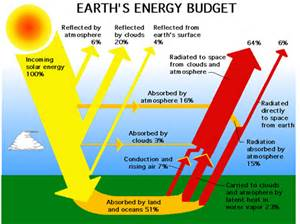 EARTH'S ENERGY BUDGET
Reflected by
atmosphere
6%
Reflected
by clouds
20%
Reflected from
earth's surface
4%
64%
6%
Incoming
solar energy
100%
Radiated to space
from clouds and
atmosphere
Absorbed by
atmosphere 16%
Radiated
directly
to space
from earth
Absorbed by
clouds 3%
Radiation
absorbed by
atmosphere
15%
Conduction and
rising air 7%
Carried to clouds
and atmosphere by
latent heat in
water vapor 23%
Absorbed by land
and oceans 51%